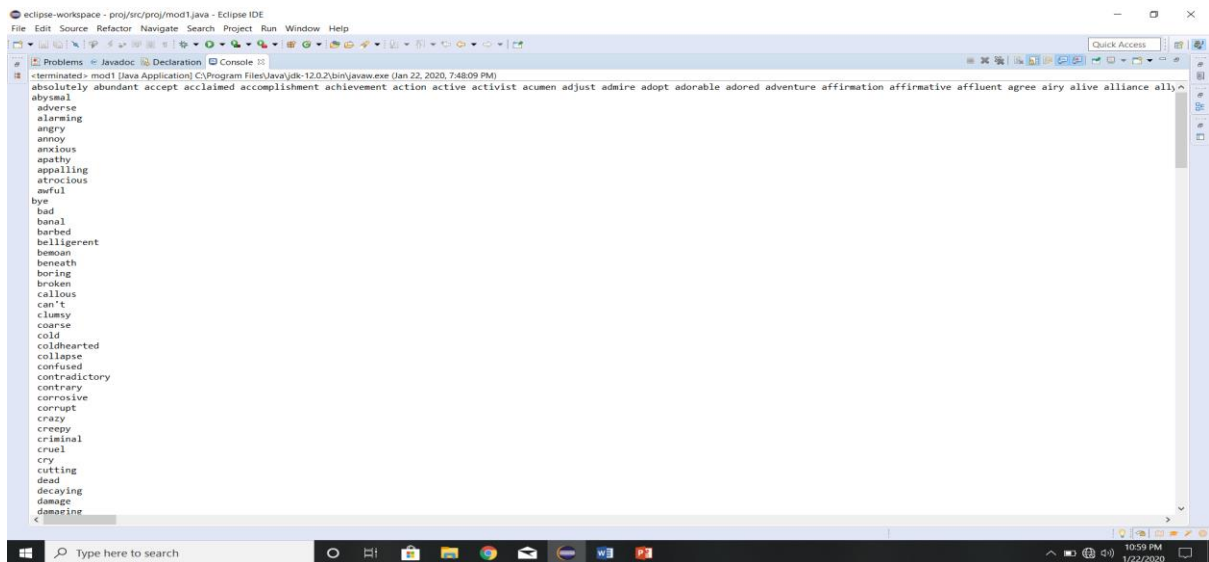 eclipse-workspace - proj/src/proj/mod1.java - Eclipse IDE
File Edit Source Refactor Navigate Search Project Run Window Help
Quick Access
Problems Javadoc Declaration Console
<terminated> mod1 [Java Application] C:\Program Files\Java\jdk-12.0.2\bin\javaw.exe (Jan 22, 2020, 7:48:09 PM)
absolutely abundant accept acclaimed accomplishment achievement action active activist acumen adjust admire adopt adorable adored adventure affirmation affirmative affluent agree airy alive alliance ally
abysmal
adverse
alarming
angry
annoy
anxious
apathy
appalling
atrocious
awful
bye
bad
banal
barbed
belligerent
bemoan
beneath
boring
broken
callous
can't
clumsy
coarse
cold
coldhearted
collapse
confused
contradictory
contrary
corrosive
corrupt
crazy
creepy
criminal
cruel
cry
cutting
dead
decaying
damage
damaging
Type here to search
10:59 PM
1/22/2020